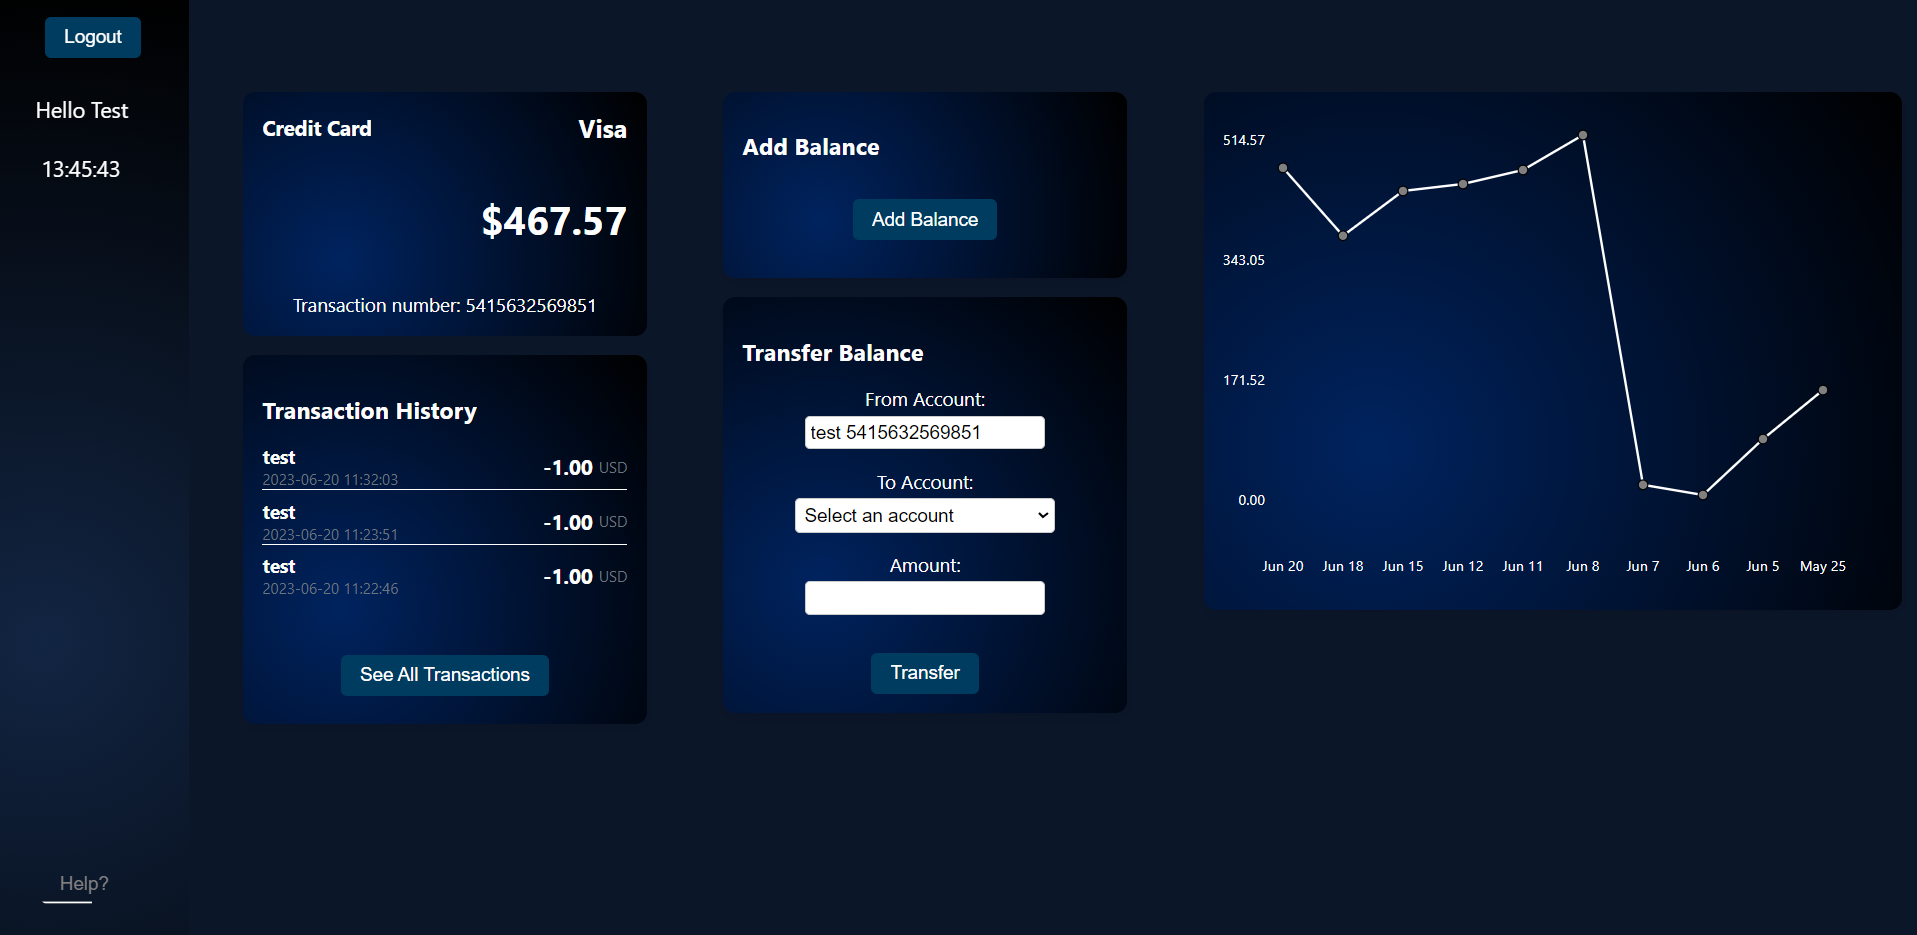 Logout
Hello Test
13:45:43
Help?
Credit Card
Visa
$467.57
Transaction number: 5415632569851
Transaction History
test
2023-06-20 11:32:03
-1.00 USD
test
2023-06-20 11:23:51
-1.00 USD
test
2023-06-20 11:22:46
-1.00 USD
See All Transactions
Add Balance
Add Balance
Transfer Balance
From Account:
test 5415632569851
To Account:
Select an account
Amount:
Transfer
514.57
343.05
171.52
0.00
Jun 20 Jun 18 Jun 15 Jun 12 Jun 11 Jun 8 Jun 7 Jun 6 Jun 5 May 25